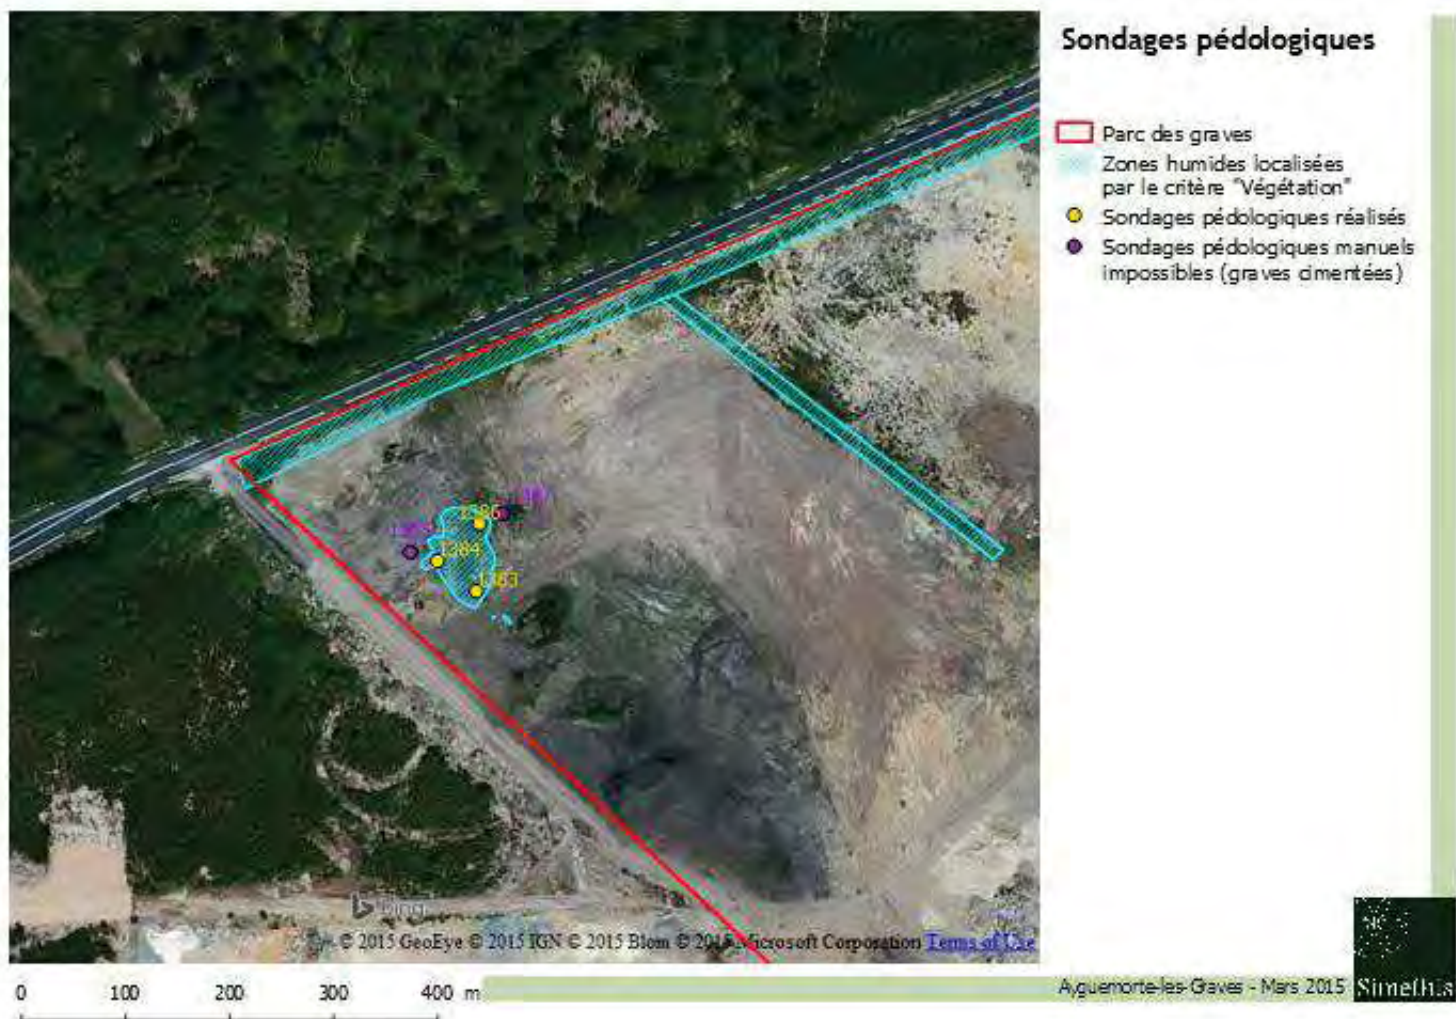 Sondages pédologiques
Parc des graves
Zones humides localisées
par le critère "Végétation"
Sondages pédologiques réalisés
Sondages pédologiques manuels
impossibles (graves cimentées)
1386
1384
1383
bing
© 2015 GeoEye © 2015 IGN © 2015 Blom © 2015 Microsoft Corporation Terms of Use
0 100 200 300 400 m
Ayguemorte-les-Graves - Mars 2015
Simethis